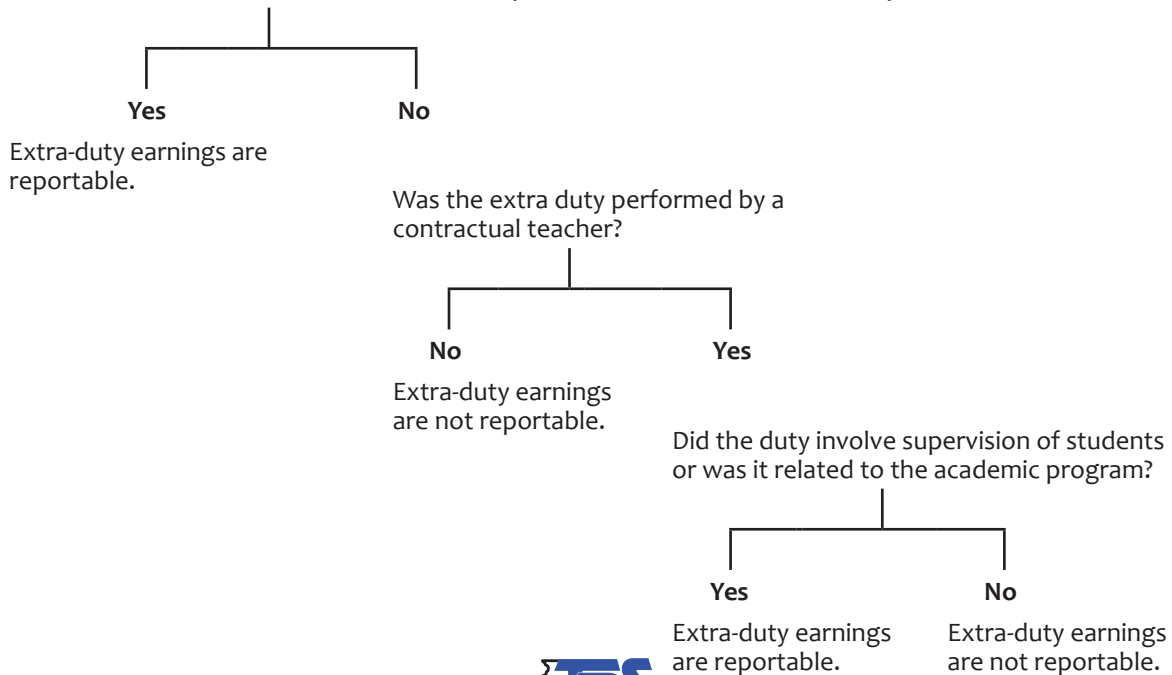 Yes
No
Extra-duty earnings are
reportable.
Was the extra duty performed by a
contractual teacher?
No
Yes
Extra-duty earnings
are not reportable.
Did the duty involve supervision of students
or was it related to the academic program?
Yes
No
Extra-duty earnings
are reportable.
Extra-duty earnings
are not reportable.